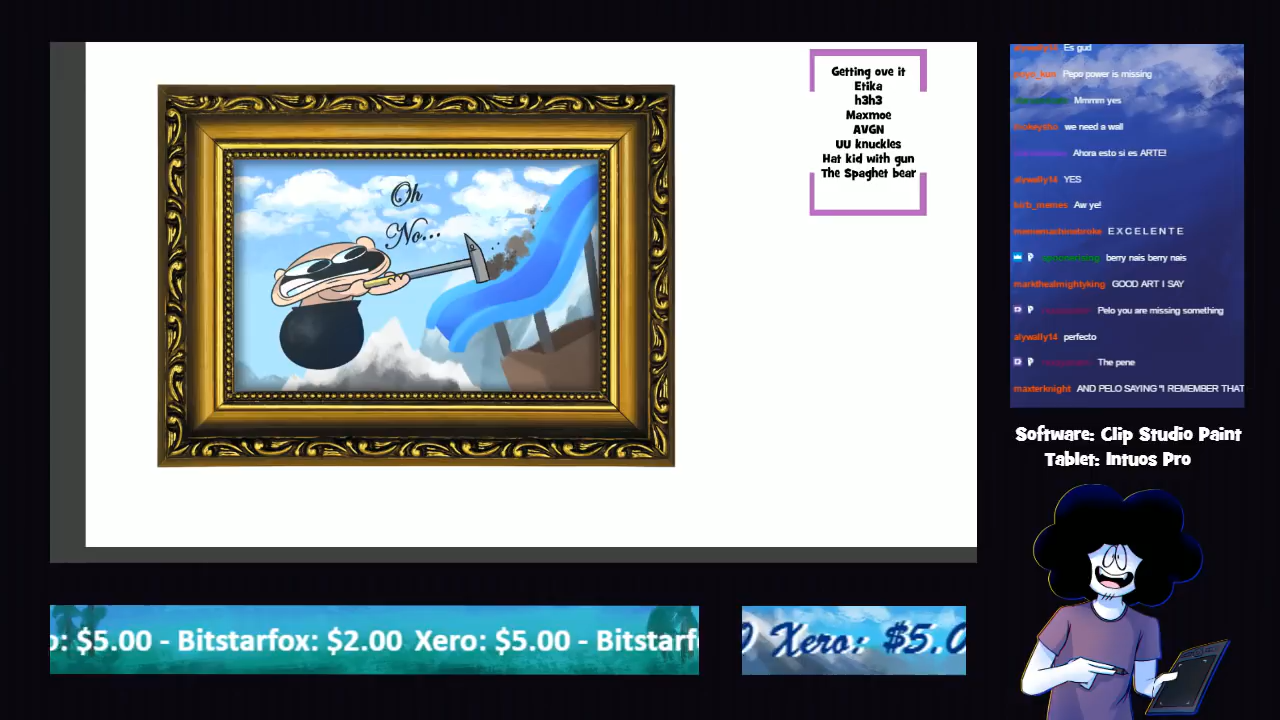 Oh
No...
Getting ove it
Etika
h3h3
Maxmoe
AVGN
UU knuckles
Hat kid with gun
The Spaghet bear
alywally14 Es gud
Pepo power is missing
Mmmm yes
we need a wall
Ahora esto si es ARTE!
alywally14 YES
birb_memes Aw ye!
mememachinebroke E X C E L E N T E
berry nais berry nais
markthealmightyking GOOD ART I SAY
Pelo you are missing something
alywally14 perfecto
The pene
maxterknight AND PELO SAYING "I REMEMBER THAT
Software: Clip Studio Paint
Tablet: Intuos Pro
o: $5.00 - Bitstarfox: $2.00 Xero: $5.00 - Bitstarf
0 Xero: $5.0